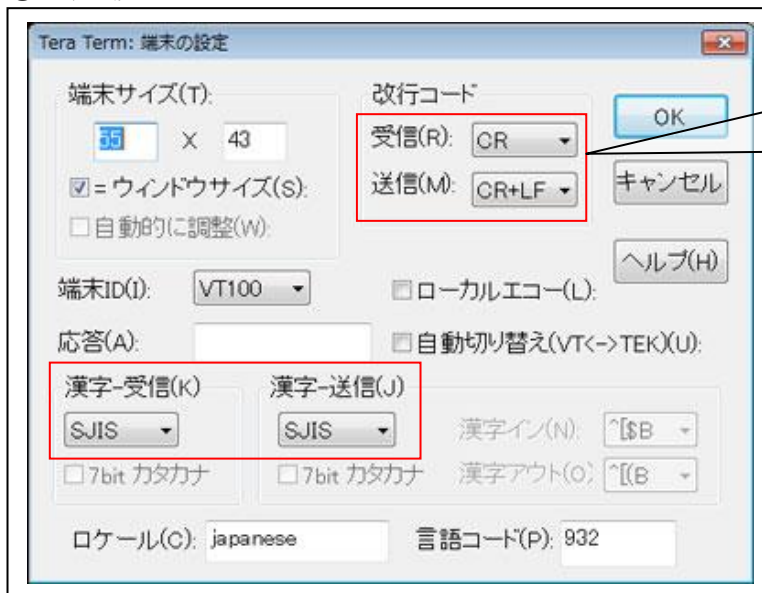 Tera Term: 端末の設定
端末サイズ(T):
55 X 43
☑=ウィンドウサイズ(S):
□自動的に調整(W):
改行コード
受信(R): CR
送信(M): CR+LF
OK
キャンセル
ヘルプ(H)
端末ID(I): VT100
□ローカルエコー(L):
応答(A):
□自動切り替え(VT<->TEK)(U):
漢字-受信(K)
SJIS
□7bit カタカナ
漢字-送信(J)
SJIS
□7bit カタカナ
漢字イン(N): ^[$B
漢字アウト(O): ^[(B
ロケール(C): japanese
言語コード(P): 932